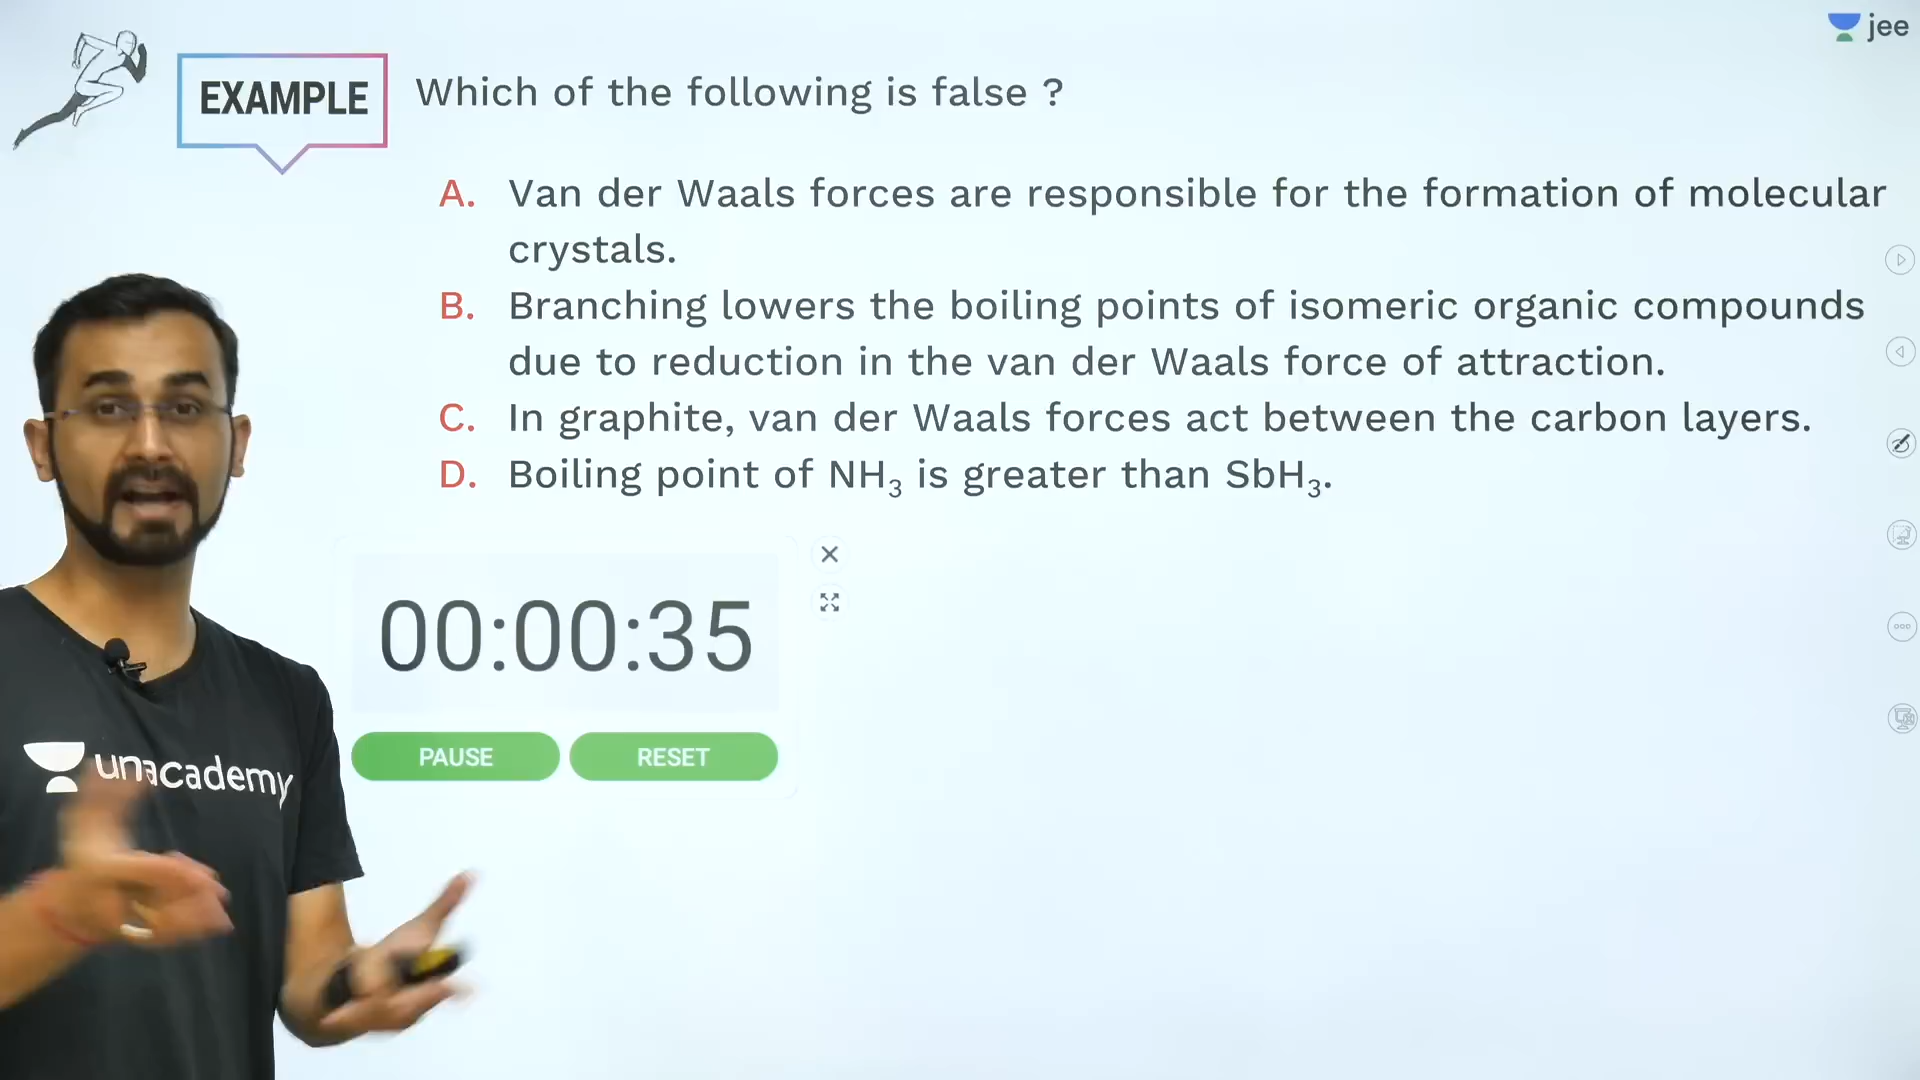 jee
EXAMPLE
Which of the following is false ?
A. Van der Waals forces are responsible for the formation of molecular
crystals.
B. Branching lowers the boiling points of isomeric organic compounds
due to reduction in the van der Waals force of attraction.
C. In graphite, van der Waals forces act between the carbon layers.
D. Boiling point of NH₃ is greater than SbH₃.
00:00:35
PAUSE RESET
unacademy